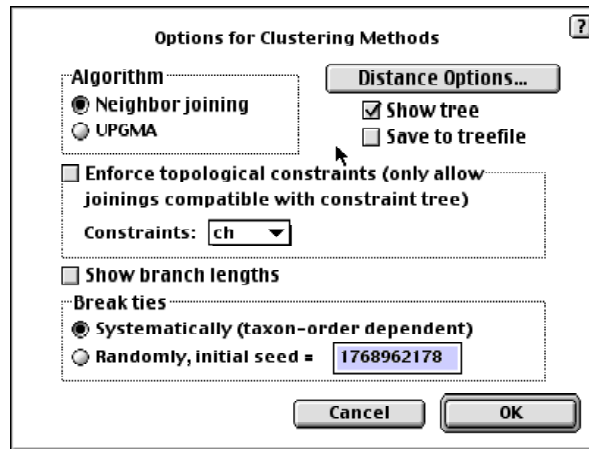 Options for Clustering Methods
?
Algorithm
Neighbor joining
UPGMA
Distance Options...
Show tree
Save to treefile
Enforce topological constraints (only allow
joinings compatible with constraint tree)
Constraints: ch
Show branch lengths
Break ties
Systematically (taxon-order dependent)
Randomly, initial seed = 1768962178
Cancel OK